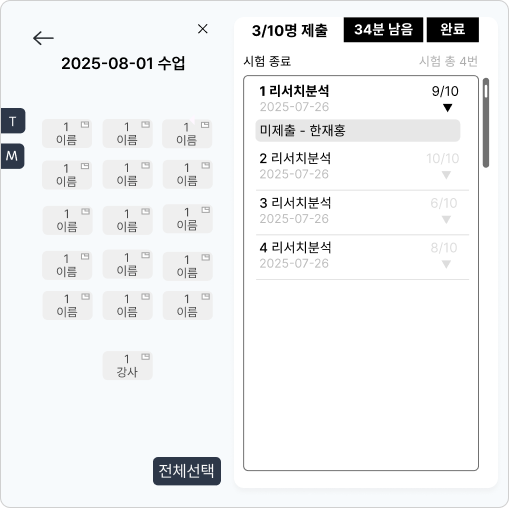 2025-08-01 수업
T
M
1 1 1
이름 이름 이름
1 1 1
이름 이름 이름
1 1 1
이름 이름 이름
1 1 1
이름 이름 이름
1 1 1
이름 이름 이름
1
강사
전체선택
3/10명 제출 34분 남음 완료
시험 종료 시험 총 4번
1 리서치분석 9/10
2025-07-26 ▼
미제출 - 한재홍
2 리서치분석 10/10
2025-07-26 ▼
3 리서치분석 6/10
2025-07-26 ▼
4 리서치분석 8/10
2025-07-26 ▼